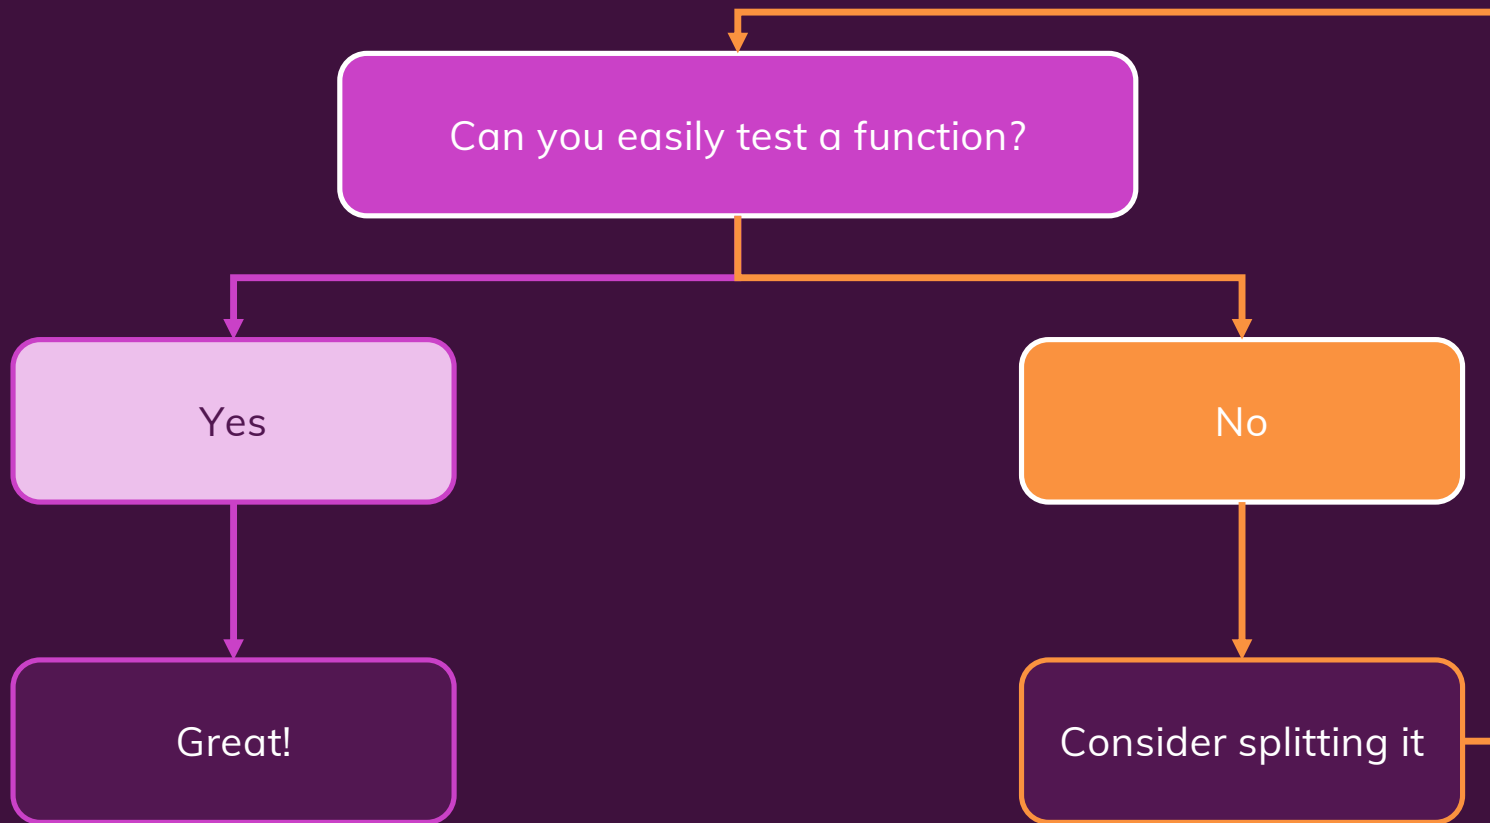 Can you easily test a function?
Yes
No
Great!
Consider splitting it